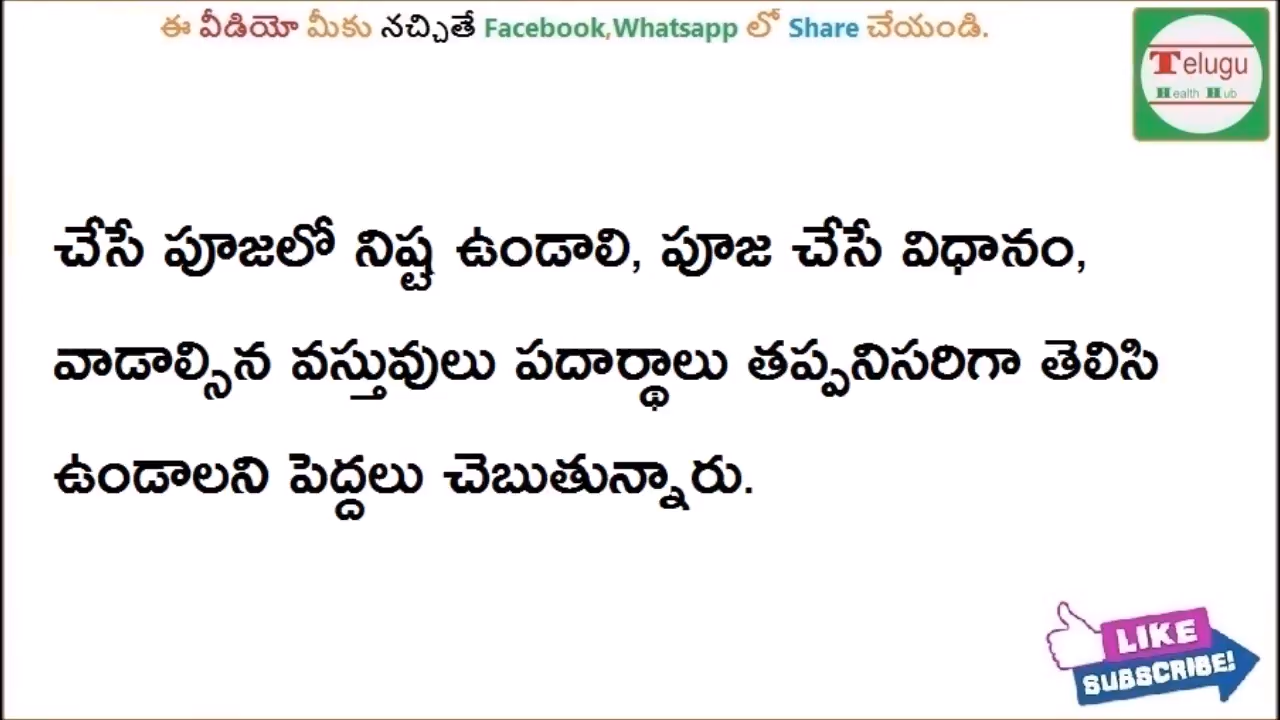 ఈ వీడియో మీకు నచ్చితే Facebook,Whatsapp లో Share చేయండి.
Telugu
Health Hub
చేసే పూజలో నిష్ట ఉండాలి, పూజ చేసే విధానం,
వాడాల్సిన వస్తువులు పదార్థాలు తప్పనిసరిగా తెలిసి
ఉండాలని పెద్దలు చెబుతున్నారు.
LIKE
SUBSCRIBE!